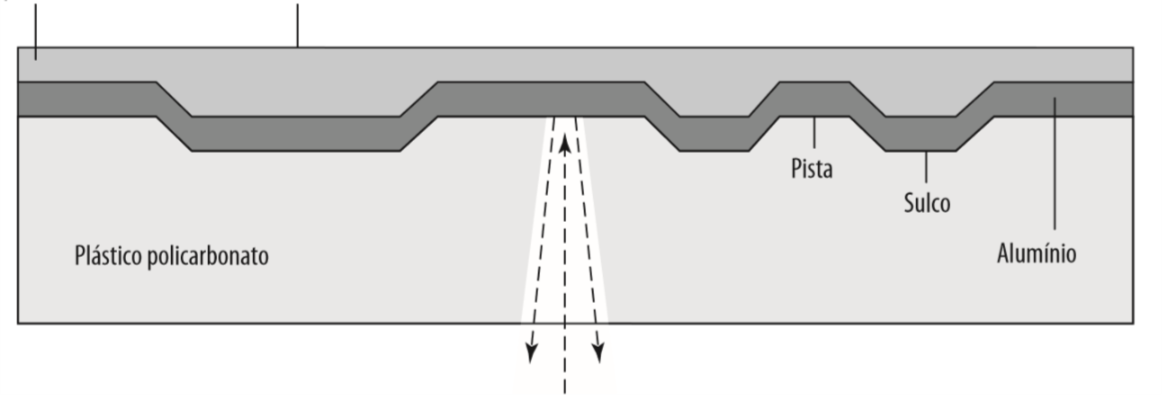 Pista
Sulco
Plástico policarbonato
Alumínio